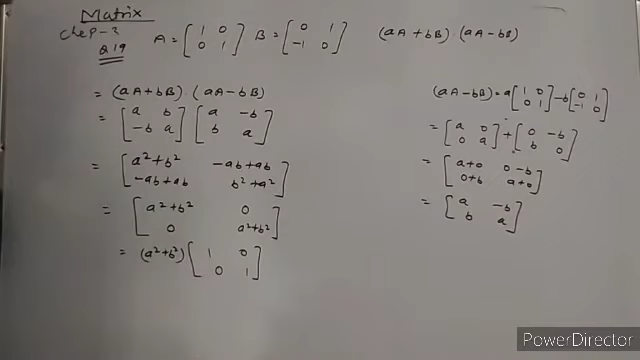 Matrix
Chep-3
Q 19
A = [1 0; 0 1] B = [0 1; -1 0] (aA + bB) . (aA - bB)
= (aA + bB) . (aA - bB)
= [a b; -b a] [a -b; b a]
= [a² + b² -ab + ab; -ab + ab b² + a²]
= [a² + b² 0; 0 a² + b²]
= (a² + b²) [1 0; 0 1]
(aA - bB) = a [1 0; 0 1] - b [0 1; -1 0]
= [a 0; 0 a] + [0 -b; b 0]
= [a+0 0-b; 0+b a+0]
= [a -b; b a]
PowerDirector